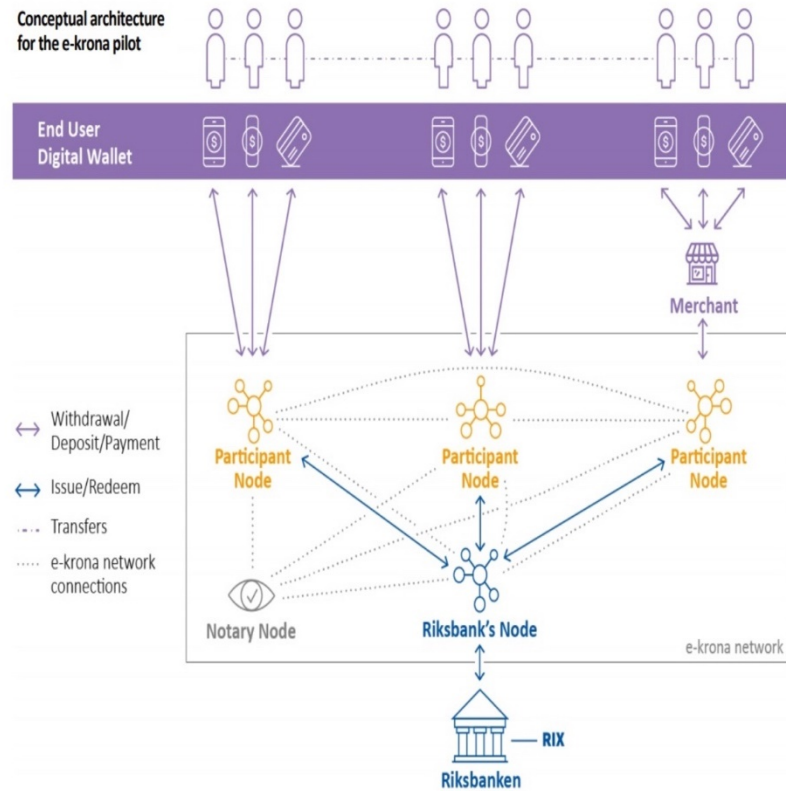 Conceptual architecture
for the e-krona pilot
End User
Digital Wallet
Merchant
Withdrawal/
Deposit/Payment
Issue/Redeem
Transfers
e-krona network
connections
Participant
Node
Participant
Node
Participant
Node
Notary Node
Riksbank's Node
e-krona network
RIX
Riksbanken